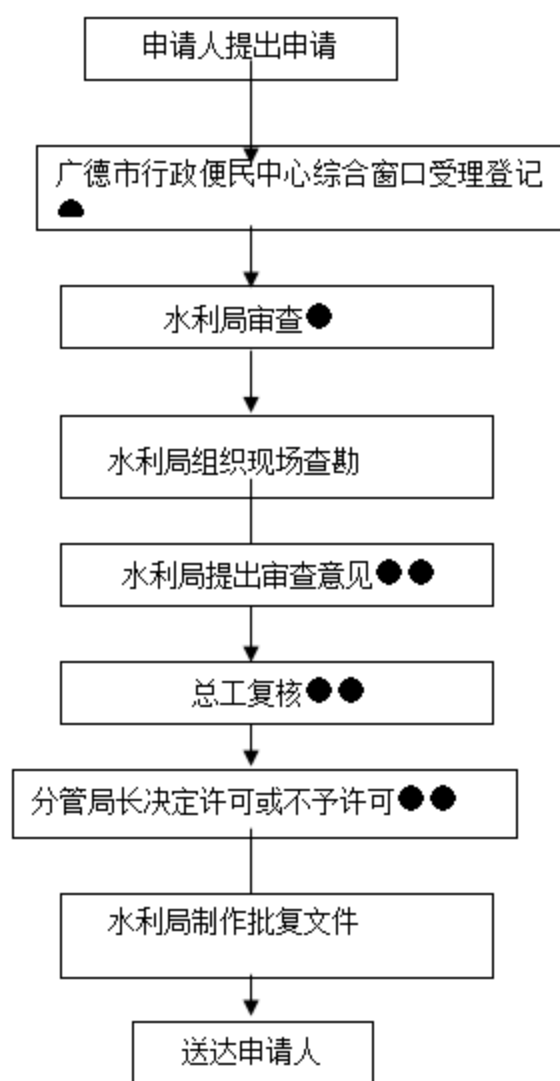 申请人提出申请
广德市行政便民中心综合窗口受理登记
●
水利局审查●
水利局组织现场查勘
水利局提出审查意见●●
总工复核●●
分管局长决定许可或不予许可●●
水利局制作批复文件
送达申请人